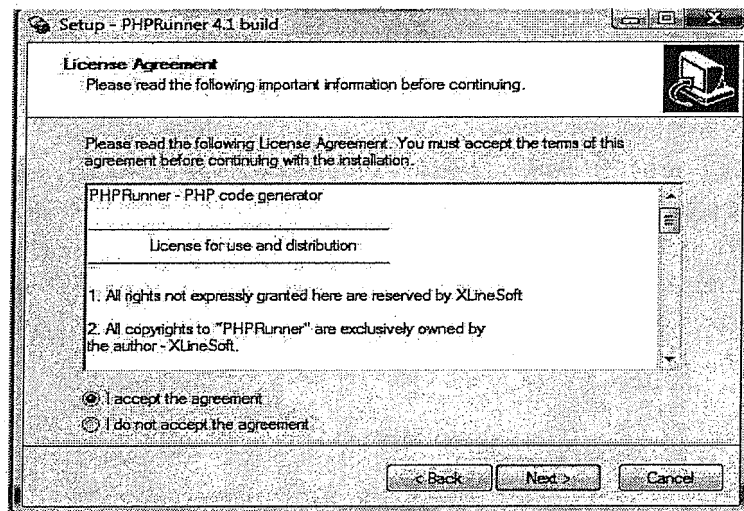 Setup - PHPRunner 4.1 build
License Agreement
Please read the following important information before continuing.
Please read the following License Agreement. You must accept the terms of this
agreement before continuing with the installation.
PHPRunner - PHP code generator
License for use and distribution
1. All rights not expressly granted here are reserved by XLineSoft
2. All copyrights to "PHPRunner" are exclusively owned by
the author - XLineSoft.
I accept the agreement
I do not accept the agreement
< Back Next > Cancel